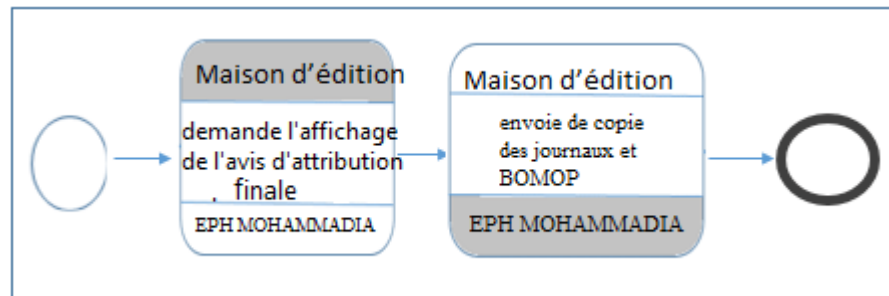 Maison d'édition
demande l'affichage
de l'avis d'attribution
finale
EPH MOHAMMADIA
Maison d'édition
envoie de copie
des journaux et
BOMOP
EPH MOHAMMADIA